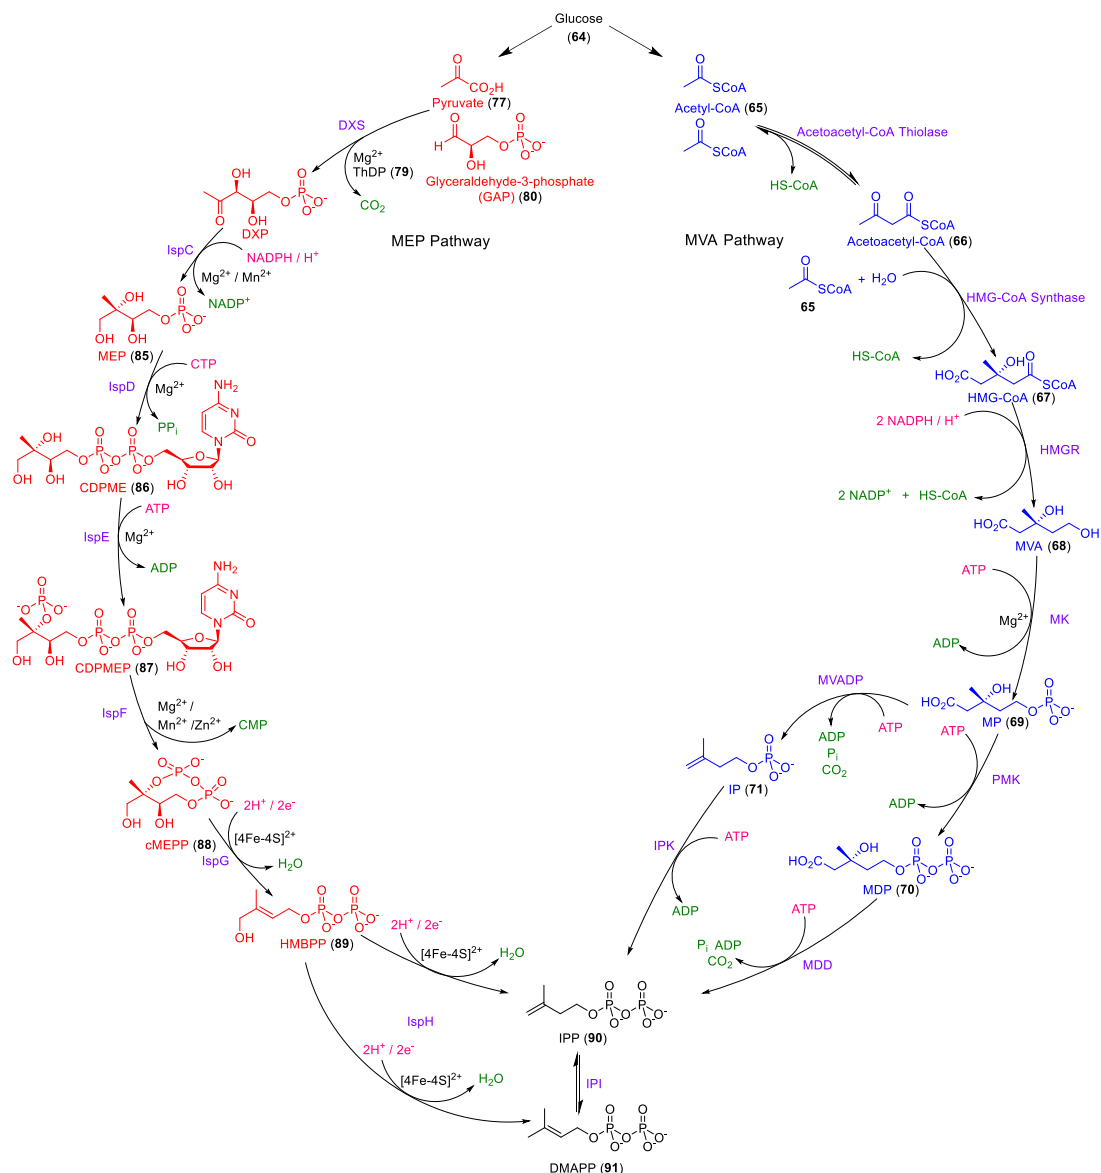 Glucose
(64)
Pyruvate (77)
DXS
Mg2+
ThDP (79)
CO2
Glyceraldehyde-3-phosphate
(GAP) (80)
DXP
MEP Pathway
IspC
NADPH / H+
Mg2+ / Mn2+
NADP+
MEP (85)
IspD
CTP
Mg2+
PPi
CDPME (86)
IspE
ATP
Mg2+
ADP
CDPMEP (87)
IspF
Mg2+ /
Mn2+ /Zn2+
CMP
cMEPP (88)
2H+ / 2e-
[4Fe-4S]2+
IspG
H2O
HMBPP (89)
2H+ / 2e-
[4Fe-4S]2+
H2O
IspH
2H+ / 2e-
[4Fe-4S]2+
H2O
Acetyl-CoA (65)
Acetoacetyl-CoA Thiolase
HS-CoA
MVA Pathway
Acetoacetyl-CoA (66)
65
+ H2O
HMG-CoA Synthase
HS-CoA
HMG-CoA (67)
2 NADPH / H+
HMGR
2 NADP+ + HS-CoA
MVA (68)
ATP
Mg2+
MK
ADP
MP (69)
MVADP
ATP
ADP
Pi
CO2
IP (71)
IPK
ATP
ADP
ATP
PMK
ADP
MDP (70)
ATP
Pi ADP
CO2
MDD
IPP (90)
IPI
DMAPP (91)